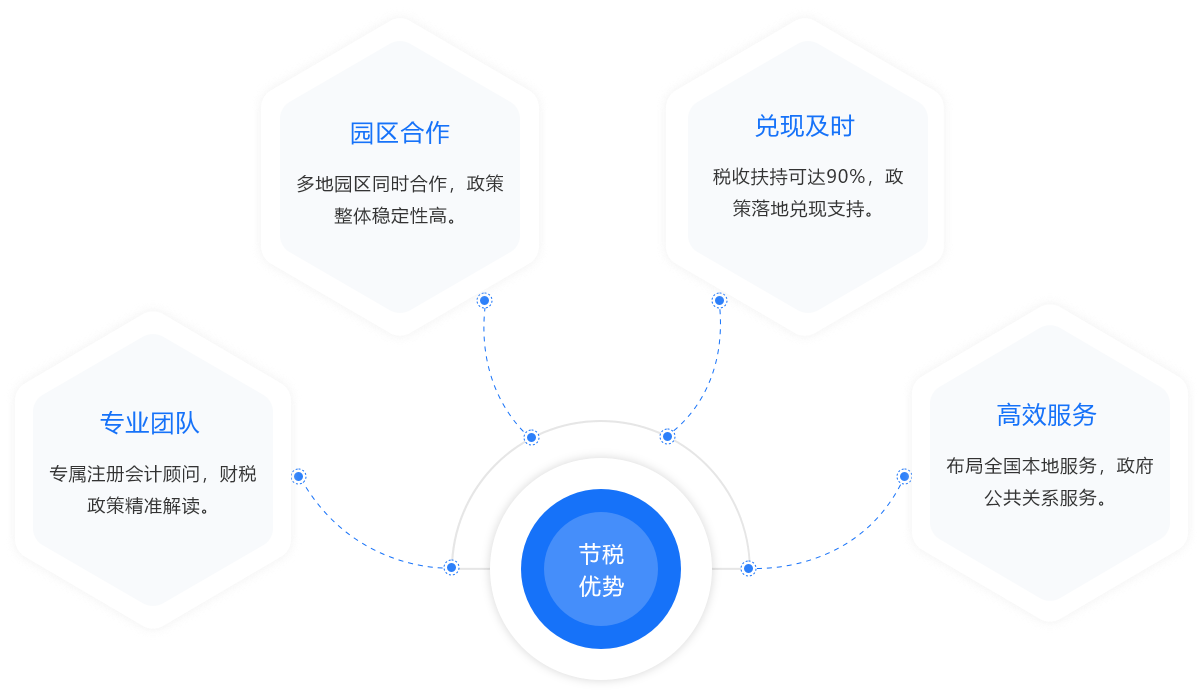 园区合作
多地园区同时合作，政策
整体稳定性高。
兑现及时
税收扶持可达90%，政
策落地兑现支持。
专业团队
专属注册会计顾问，财税
政策精准解读。
高效服务
布局全国本地服务，政府
公共关系服务。
节税
优势